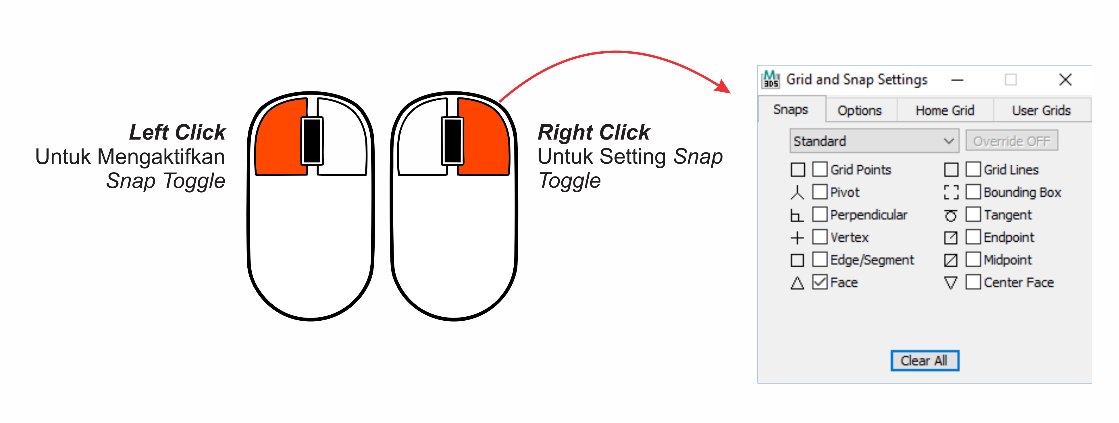 Left Click
Untuk Mengaktifkan
Snap Toggle
Right Click
Untuk Setting Snap
Toggle
M
3DS
Grid and Snap Settings
Snaps
Options
Home Grid
User Grids
Standard
Override OFF
Grid Points
Grid Lines
Pivot
Bounding Box
Perpendicular
Tangent
Vertex
Endpoint
Edge/Segment
Midpoint
Face
Center Face
Clear All